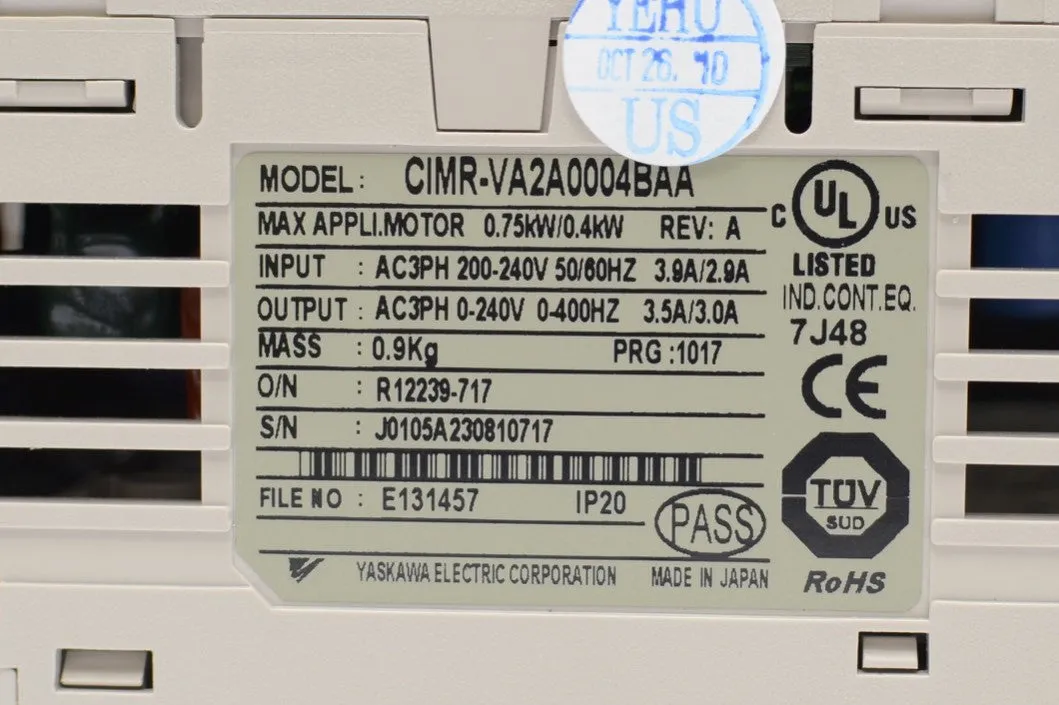 YEHU
OCT 26. '10
US
MODEL : CIMR-VA2A0004BAA
MAX APPLI.MOTOR 0.75kW/0.4kW REV: A
INPUT : AC3PH 200-240V 50/60HZ 3.9A/2.9A
OUTPUT : AC3PH 0-240V 0-400HZ 3.5A/3.0A
MASS : 0.9Kg PRG :1017
O/N : R12239-717
S/N : J0105A230810717
FILE NO : E131457 IP20
PASS
YASKAWA ELECTRIC CORPORATION MADE IN JAPAN
C UL US
LISTED
IND.CONT.EQ.
7J48
CE
TÜV
SÜD
RoHS